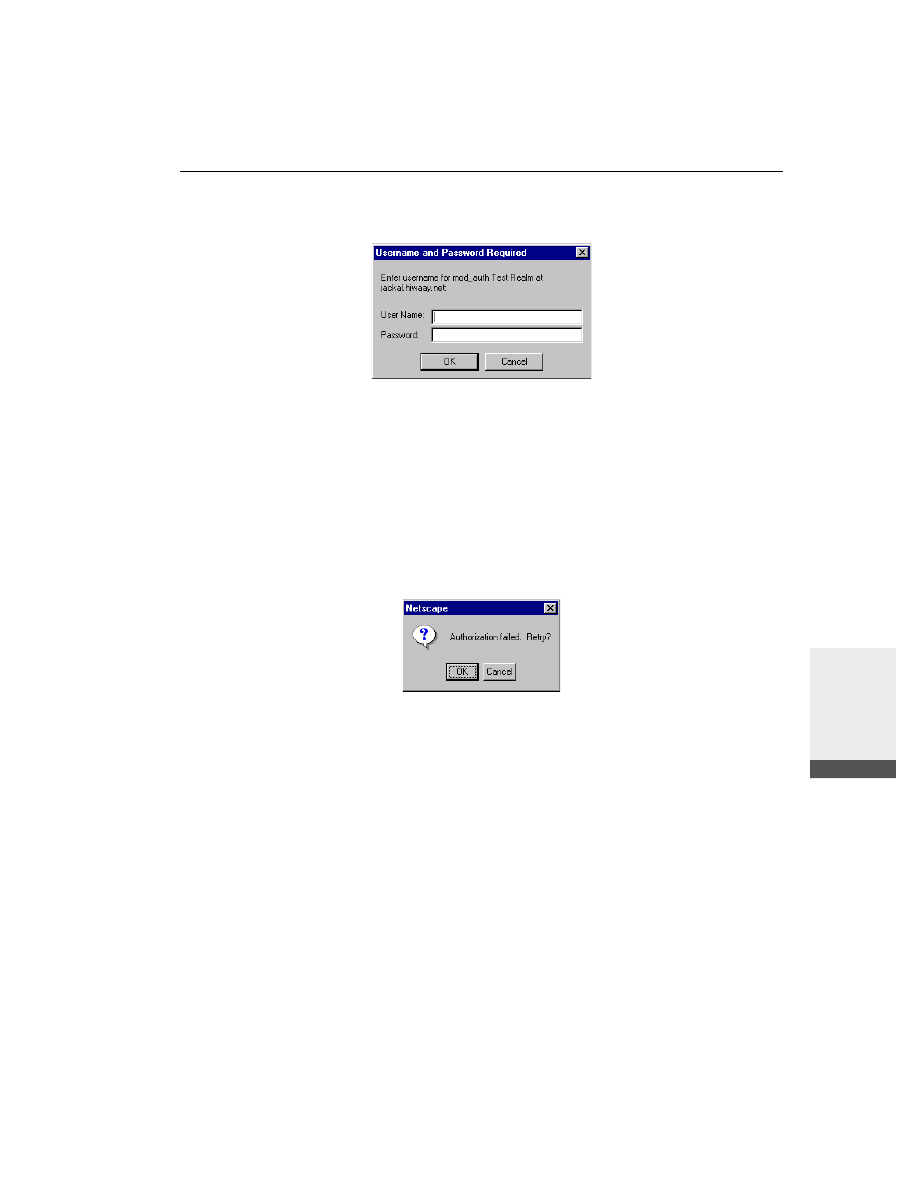 Username and Password Required
Enter username for mod_auth Test Realm at
jackal.hiwaay.net:
User Name:
Password:
OK Cancel
Netscape
?
Authorization failed. Retry?
OK Cancel